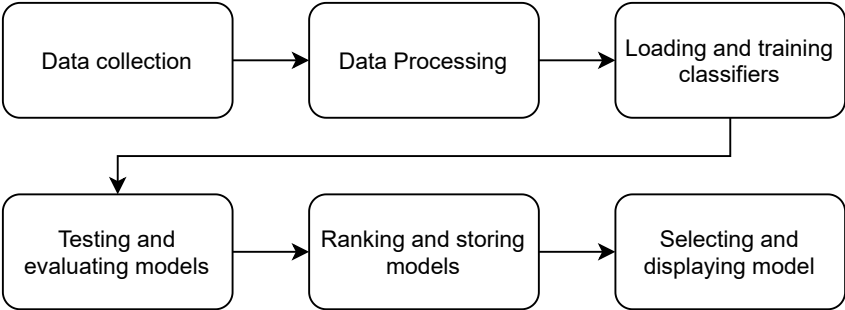 Data collection
Data Processing
Loading and training
classifiers
Testing and
evaluating models
Ranking and storing
models
Selecting and
displaying model